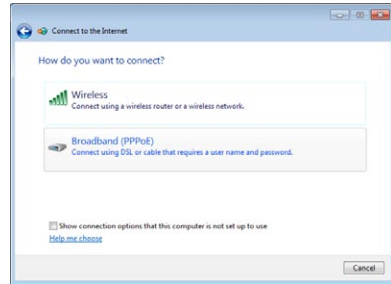 Connect to the Internet
How do you want to connect?
Wireless
Connect using a wireless router or a wireless network.
Broadband (PPPoE)
Connect using DSL or cable that requires a user name and password.
Show connection options that this computer is not set up to use
Help me choose
Cancel